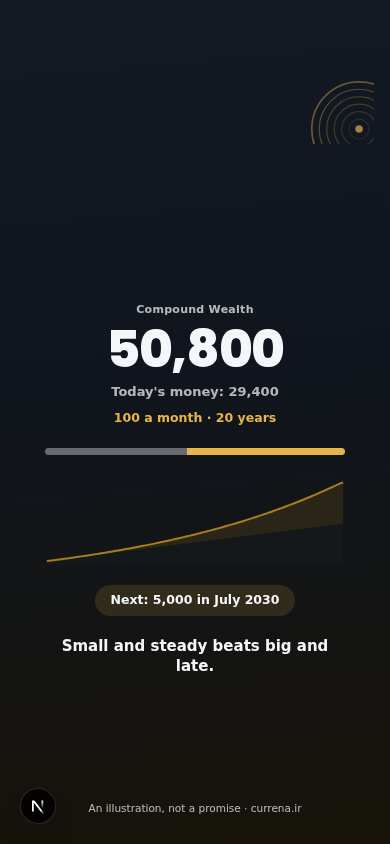 Compound Wealth
50,800
Today's money: 29,400
100 a month · 20 years
Next: 5,000 in July 2030
Small and steady beats big and
late.
N
An illustration, not a promise · currena.ir